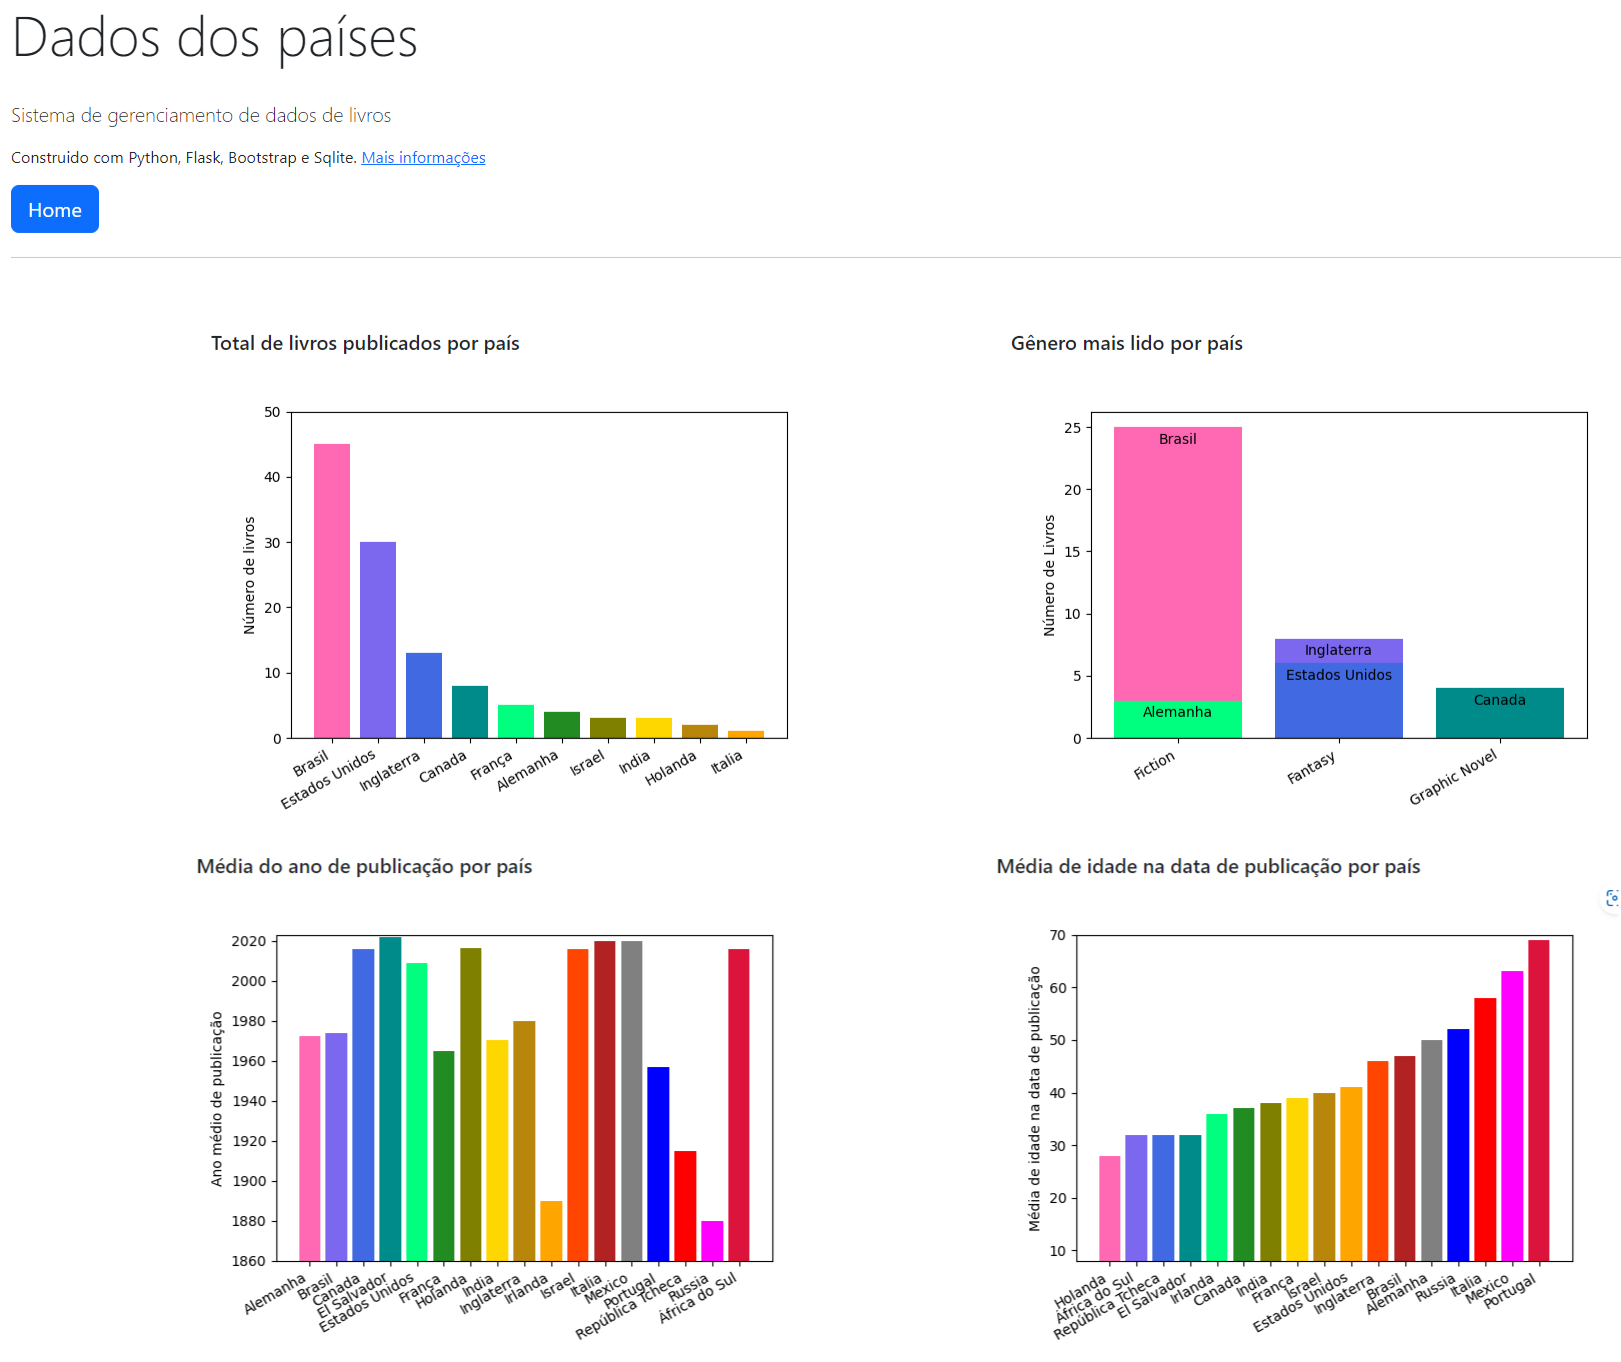 Dados dos países
Sistema de gerenciamento de dados de livros
Construido com Python, Flask, Bootstrap e Sqlite. Mais informações
Home
Total de livros publicados por país
Número de livros
50
40
30
20
10
0
Brasil
Estados Unidos
Inglaterra
Canada
França
Alemanha
Israel
India
Holanda
Italia
Gênero mais lido por país
Número de Livros
25
20
15
10
5
0
Brasil
Alemanha
Inglaterra
Estados Unidos
Canada
Fiction
Fantasy
Graphic Novel
Média do ano de publicação por país
Ano médio de publicação
2020
2000
1980
1960
1940
1920
1900
1880
1860
Alemanha
Brasil
Canada
El Salvador
Estados Unidos
França
Holanda
India
Inglaterra
Irlanda
Israel
Italia
Mexico
Portugal
República Tcheca
Russia
África do Sul
Média de idade na data de publicação por país
Média de idade na data de publicação
70
60
50
40
30
20
10
Holanda
África do Sul
República Tcheca
El Salvador
Irlanda
Canada
India
França
Israel
Estados Unidos
Inglaterra
Brasil
Alemanha
Russia
Italia
Mexico
Portugal